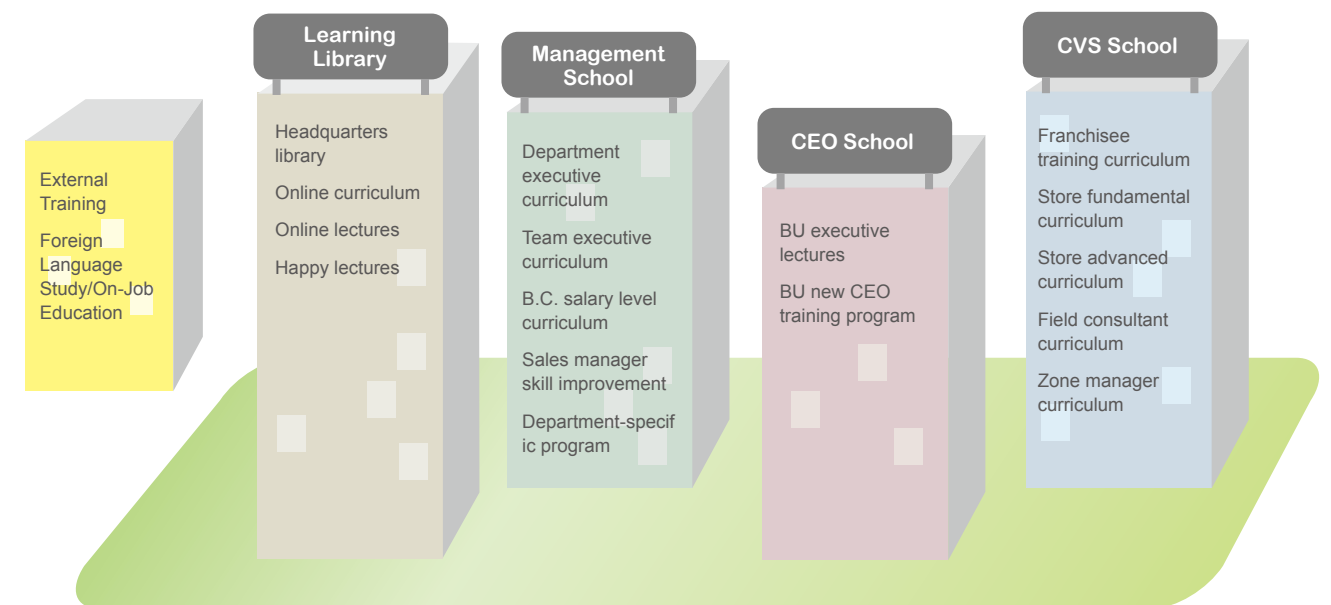 External
Training
Foreign
Language
Study/On-Job
Education
Learning
Library
Headquarters
library
Online curriculum
Online lectures
Happy lectures
Management
School
Department
executive
curriculum
Team executive
curriculum
B.C. salary level
curriculum
Sales manager
skill improvement
Department-specif
ic program
CEO School
BU executive
lectures
BU new CEO
training program
CVS School
Franchisee
training curriculum
Store fundamental
curriculum
Store advanced
curriculum
Field consultant
curriculum
Zone manager
curriculum